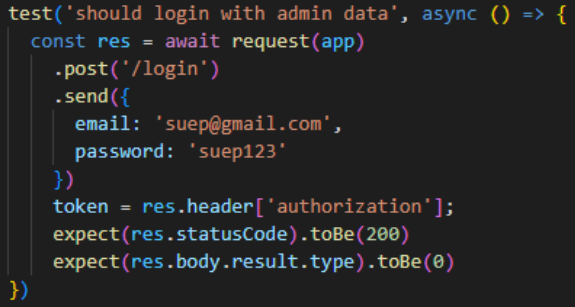 test('should login with admin data', async () => {
const res = await request(app)
.post('/login')
.send({
email: 'suep@gmail.com',
password: 'suep123'
})
token = res.header['authorization'];
expect(res.statusCode).toBe(200)
expect(res.body.result.type).toBe(0)
})